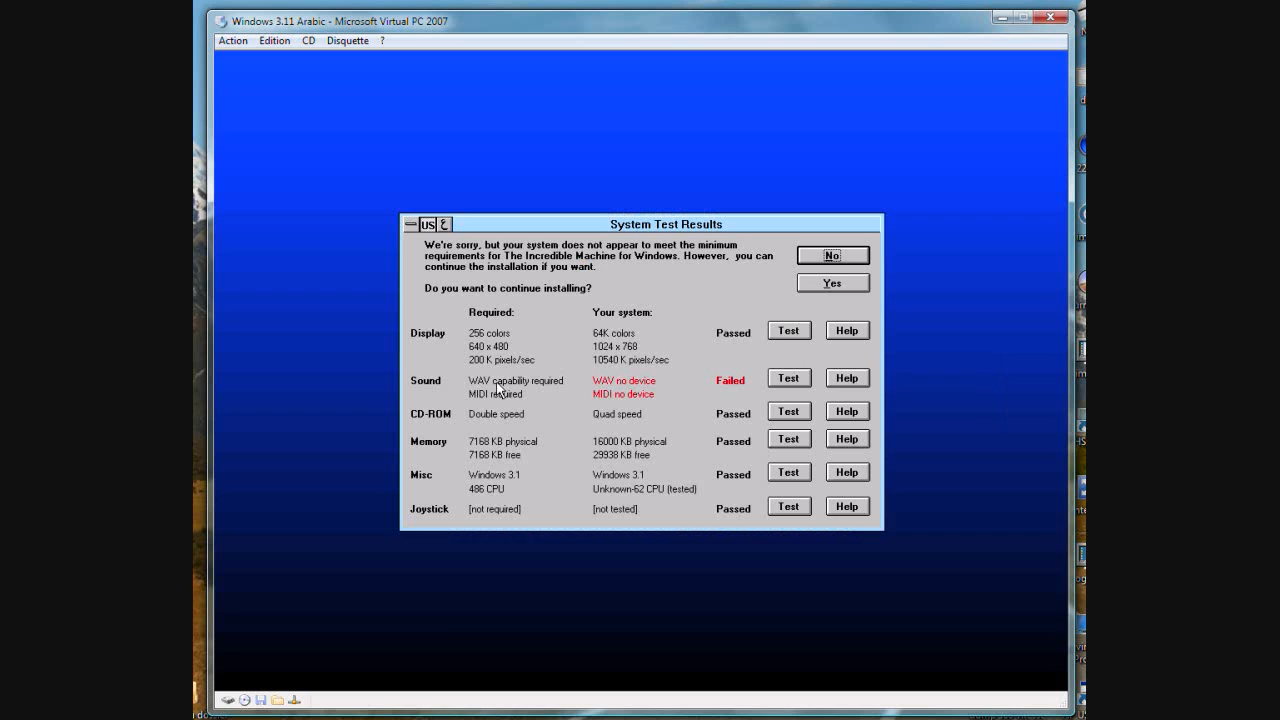 Windows 3.11 Arabic - Microsoft Virtual PC 2007
Action Edition CD Disquette ?
US ع System Test Results
We're sorry, but your system does not appear to meet the minimum
requirements for The Incredible Machine for Windows. However, you can
continue the installation if you want.
No
Do you want to continue installing?
Yes
Required: Your system:
Display 256 colors 64K colors Passed Test Help
640 x 480 1024 x 768
200 K pixels/sec 10540 K pixels/sec
Sound WAV capability required WAV no device Failed Test Help
MIDI required MIDI no device
CD-ROM Double speed Quad speed Passed Test Help
Memory 7168 KB physical 16000 KB physical Passed Test Help
7168 KB free 29938 KB free
Misc Windows 3.1 Windows 3.1 Passed Test Help
486 CPU Unknown-62 CPU (tested)
Joystick [not required] [not tested] Passed Test Help